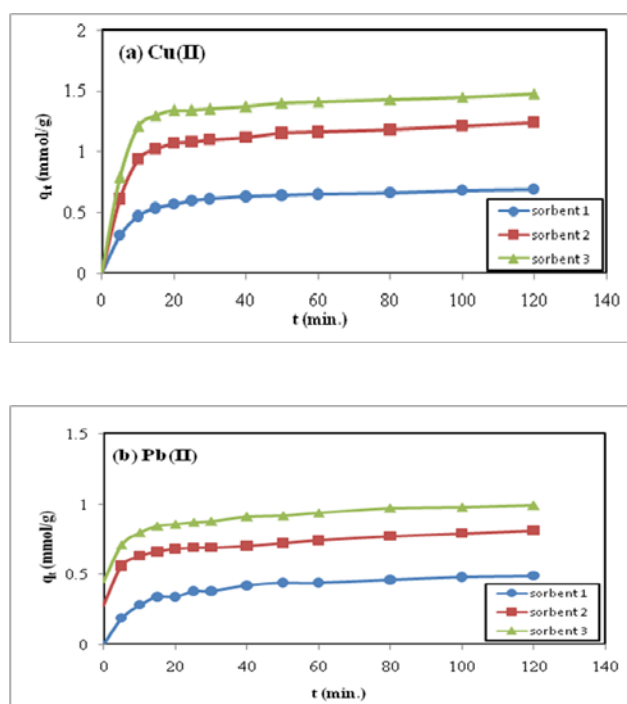 (a) Cu(II)
2
1.5
1
0.5
0
qt (mmol/g)
0 20 40 60 80 100 120 140
t (min.)
sorbent 1
sorbent 2
sorbent 3
(b) Pb(II)
1.5
1
0.5
0
qt (mmol/g)
0 20 40 60 80 100 120 140
t (min.)
sorbent 1
sorbent 2
sorbent 3